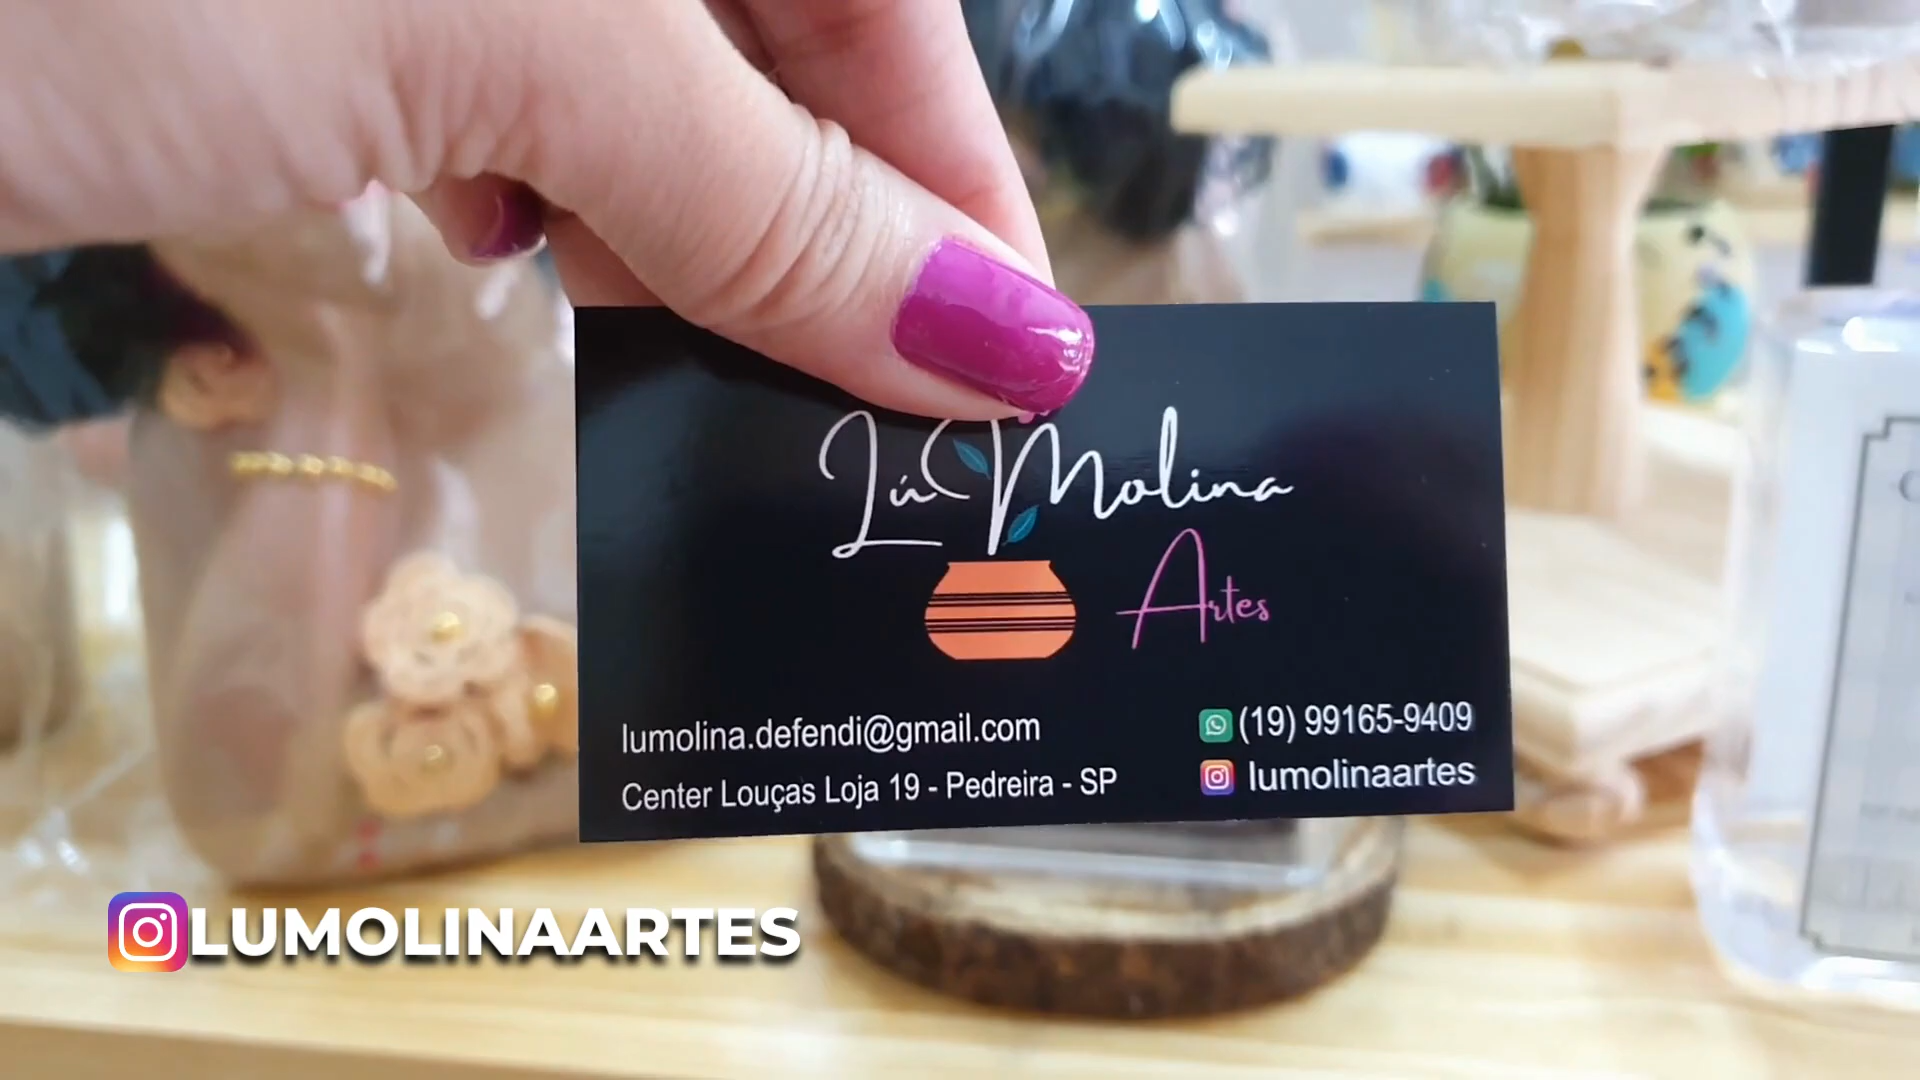 Lú Molina
Artes
lumolina.defendi@gmail.com
(19) 99165-9409
Center Louças Loja 19 - Pedreira - SP
lumolinaartes
LUMOLINAARTES